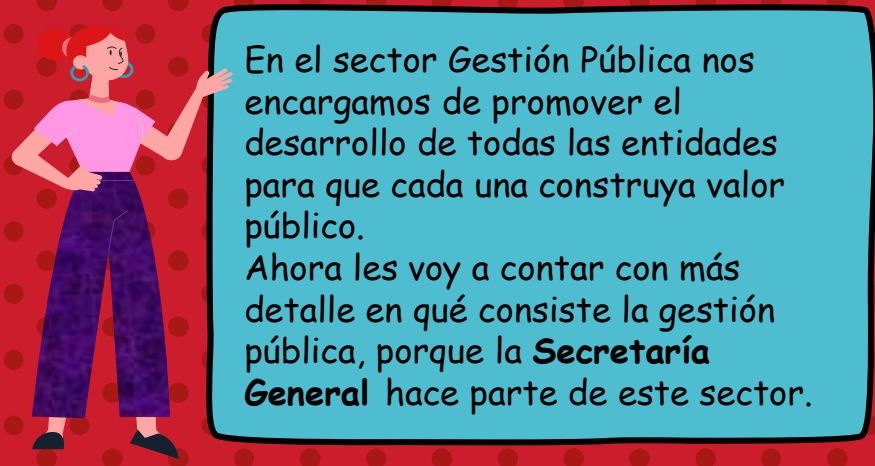 En el sector Gestión Pública nos
encargamos de promover el
desarrollo de todas las entidades
para que cada una construya valor
público.
Ahora les voy a contar con más
detalle en qué consiste la gestión
pública, porque la Secretaría
General hace parte de este sector.